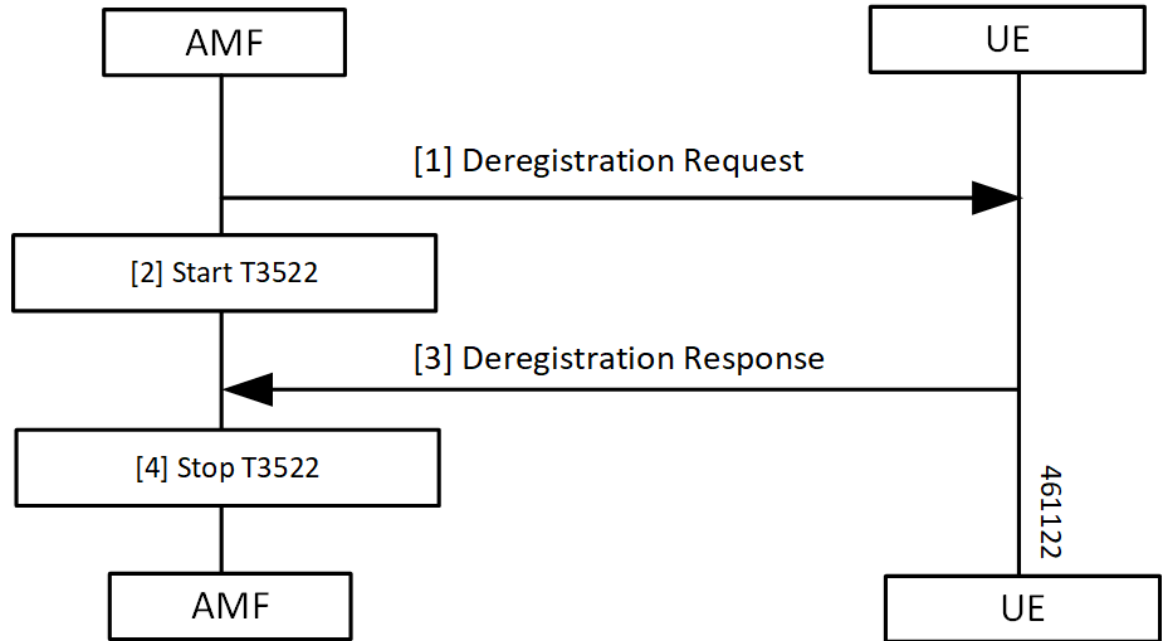 AMF
UE
[1] Deregistration Request
[2] Start T3522
[3] Deregistration Response
[4] Stop T3522
461122
AMF
UE